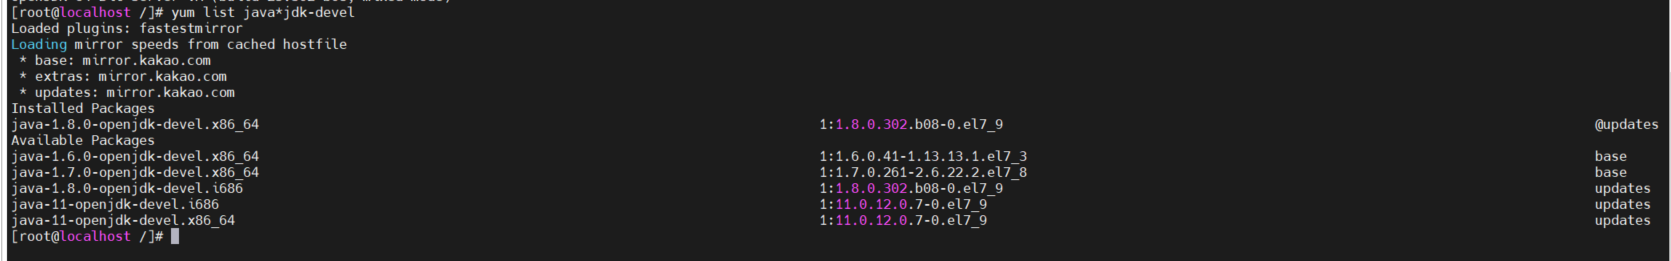 [root@localhost /]# yum list java*jdk-devel
Loaded plugins: fastestmirror
Loading mirror speeds from cached hostfile
 * base: mirror.kakao.com
 * extras: mirror.kakao.com
 * updates: mirror.kakao.com
Installed Packages
java-1.8.0-openjdk-devel.x86_64 1:1.8.0.302.b08-0.el7_9 @updates
Available Packages
java-1.6.0-openjdk-devel.x86_64 1:1.6.0.41-1.13.13.1.el7_3 base
java-1.7.0-openjdk-devel.x86_64 1:1.7.0.261-2.6.22.2.el7_8 base
java-1.8.0-openjdk-devel.i686 1:1.8.0.302.b08-0.el7_9 updates
java-11-openjdk-devel.i686 1:11.0.12.0.7-0.el7_9 updates
java-11-openjdk-devel.x86_64 1:11.0.12.0.7-0.el7_9 updates
[root@localhost /]#